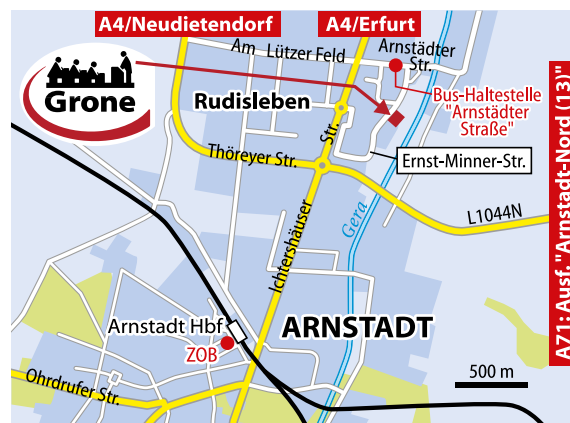 A4/Neudietendorf
A4/Erfurt
Am Lützer Feld
Arnstädter
Str.
Grone
Rudisleben
Bus-Haltestelle
"Arnstädter
Straße"
Str.
Ichtershäuser
Thöreyer Str.
Ernst-Minner-Str.
L1044N
Gera
A71: Ausf. "Arnstadt-Nord (13)"
Arnstadt Hbf
ARNSTADT
ZOB
Ohrdrufer Str.
500 m